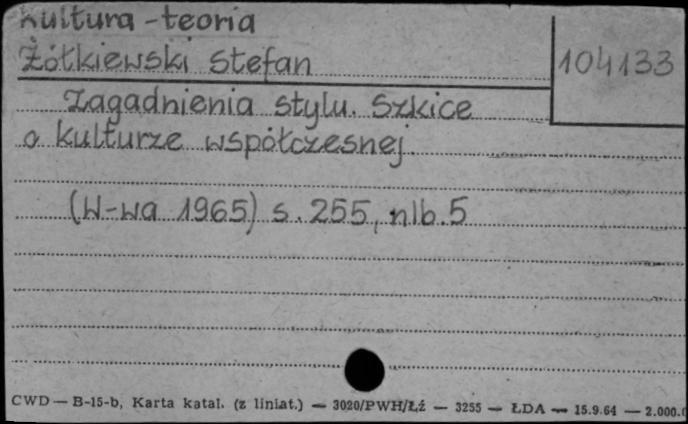 Kultura - teoria
Żółkiewski Stefan
104133
Zagadnienia stylu. Szkice
o kulturze współczesnej.
(W-wa 1965) s. 255, nlb. 5
CWD — B-15-b, Karta katal. (z liniat.) — 3020/PWH/Łź — 3255 — ŁDA — 15.9.64 — 2.000.0